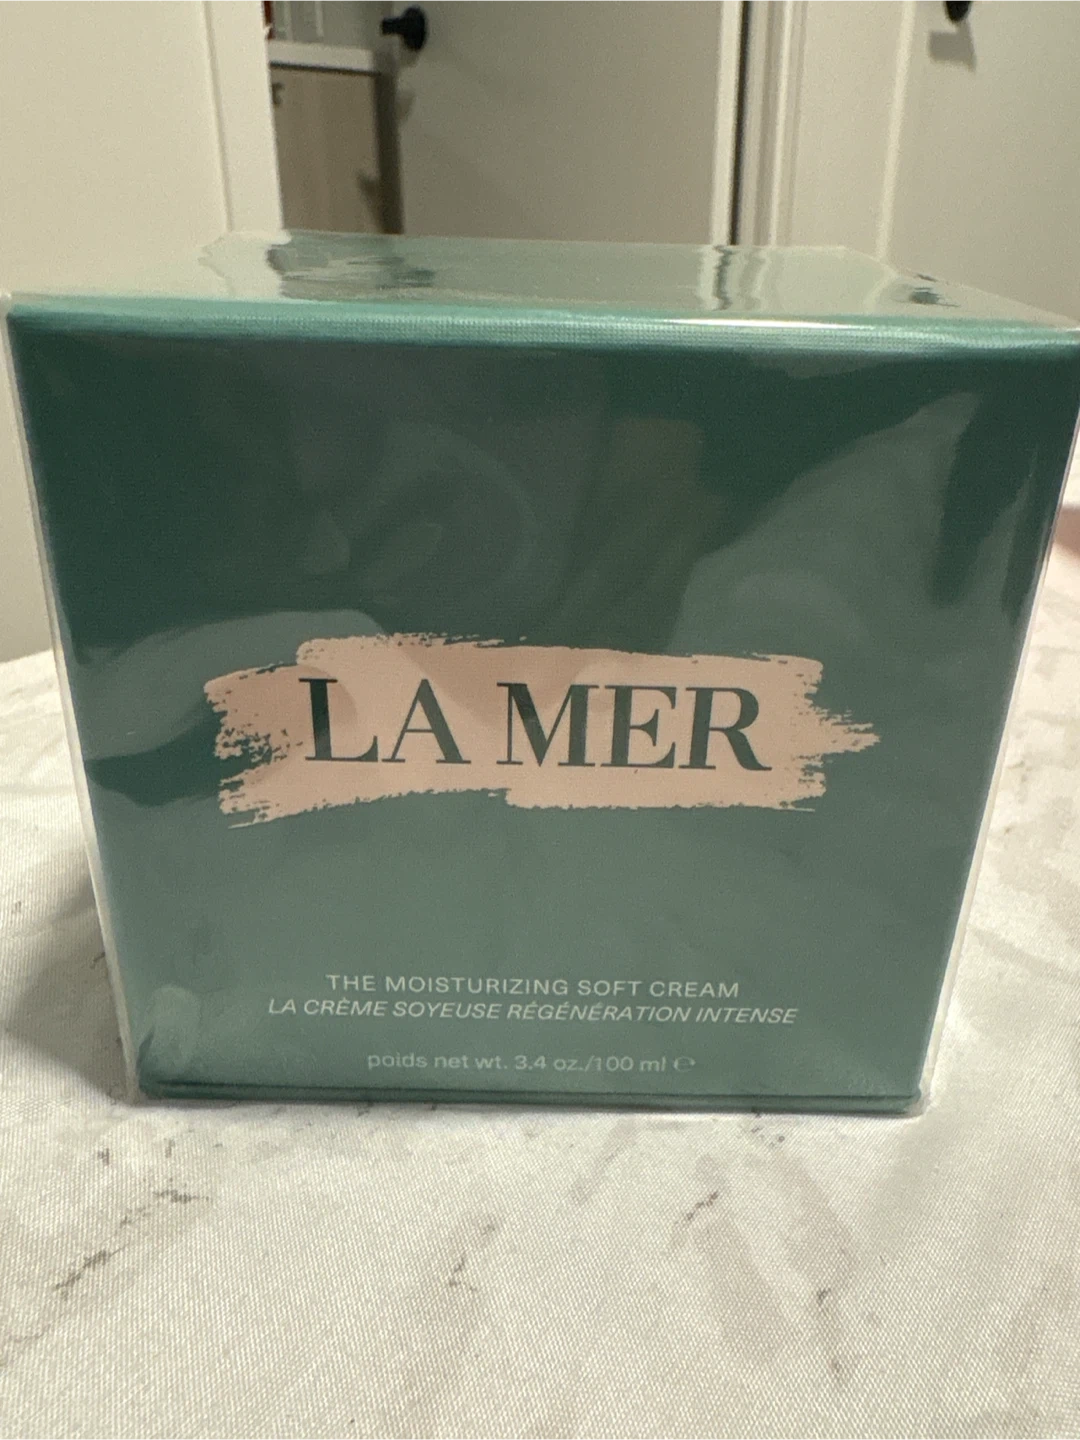 LA MER
THE MOISTURIZING SOFT CREAM
LA CRÈME SOYEUSE RÉGÉNÉRATION INTENSE
poids net wt. 3.4 oz./100 ml ℮